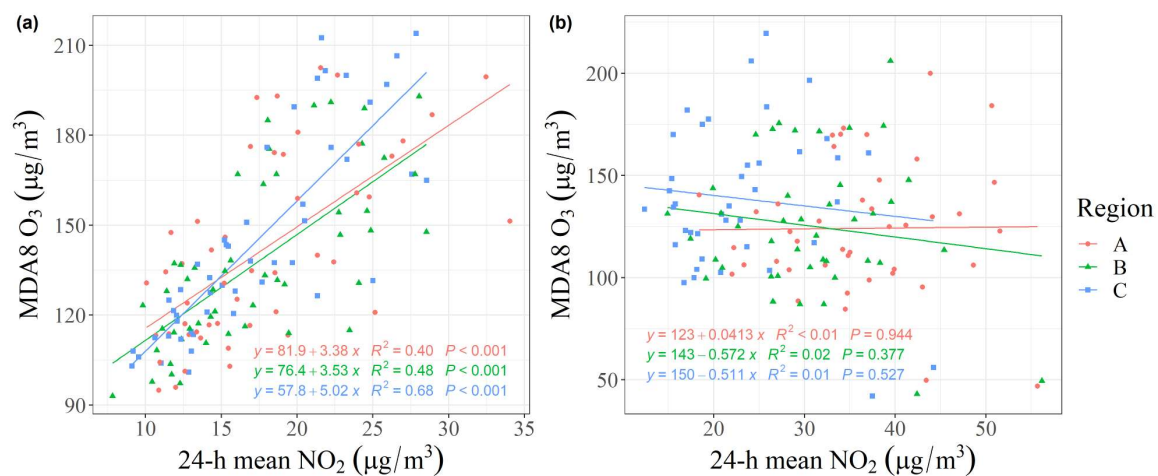 (a)
MDA8 O₃ (μg/m³)
210
180
150
120
90
y = 81.9 + 3.38 x R² = 0.40 P < 0.001
y = 76.4 + 3.53 x R² = 0.48 P < 0.001
y = 57.8 + 5.02 x R² = 0.68 P < 0.001
10 15 20 25 30 35
24-h mean NO₂ (μg/m³)
(b)
MDA8 O₃ (μg/m³)
200
150
100
50
y = 123 + 0.0413 x R² < 0.01 P = 0.944
y = 143 − 0.572 x R² = 0.02 P = 0.377
y = 150 − 0.511 x R² = 0.01 P = 0.527
20 30 40 50
24-h mean NO₂ (μg/m³)
Region
A
B
C